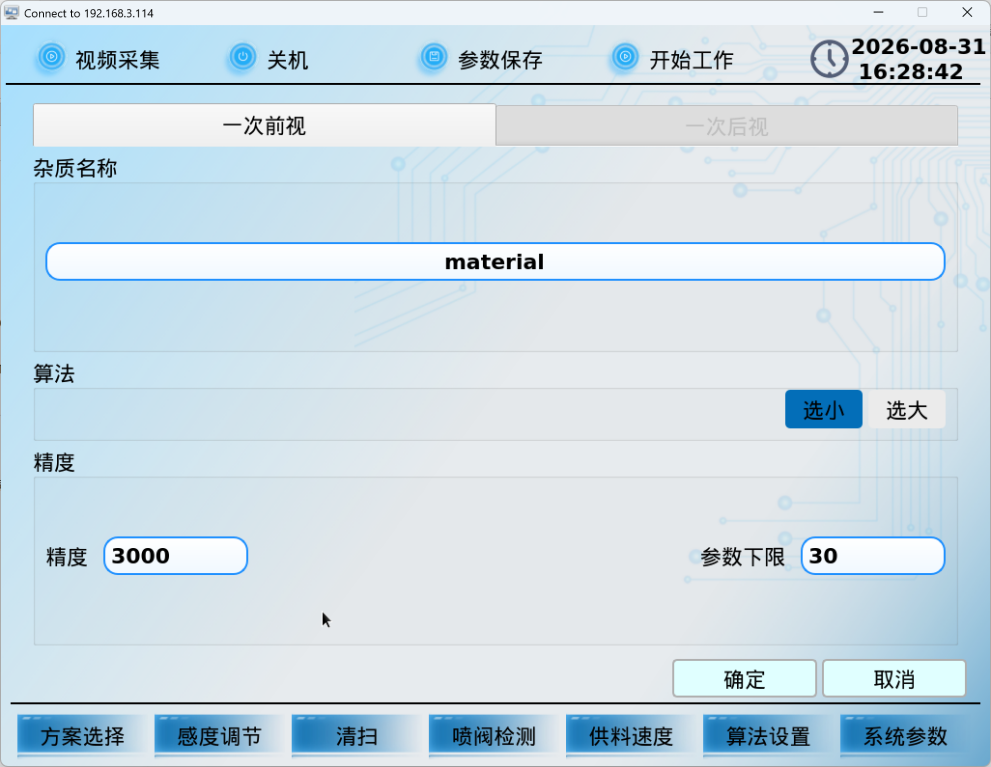 Connect to 192.168.3.114
视频采集 关机 参数保存 开始工作 2026-08-31
16:28:42
一次前视 一次后视
杂质名称
material
算法
选小 选大
精度
精度 3000 参数下限 30
确定 取消
方案选择 感度调节 清扫 喷阀检测 供料速度 算法设置 系统参数